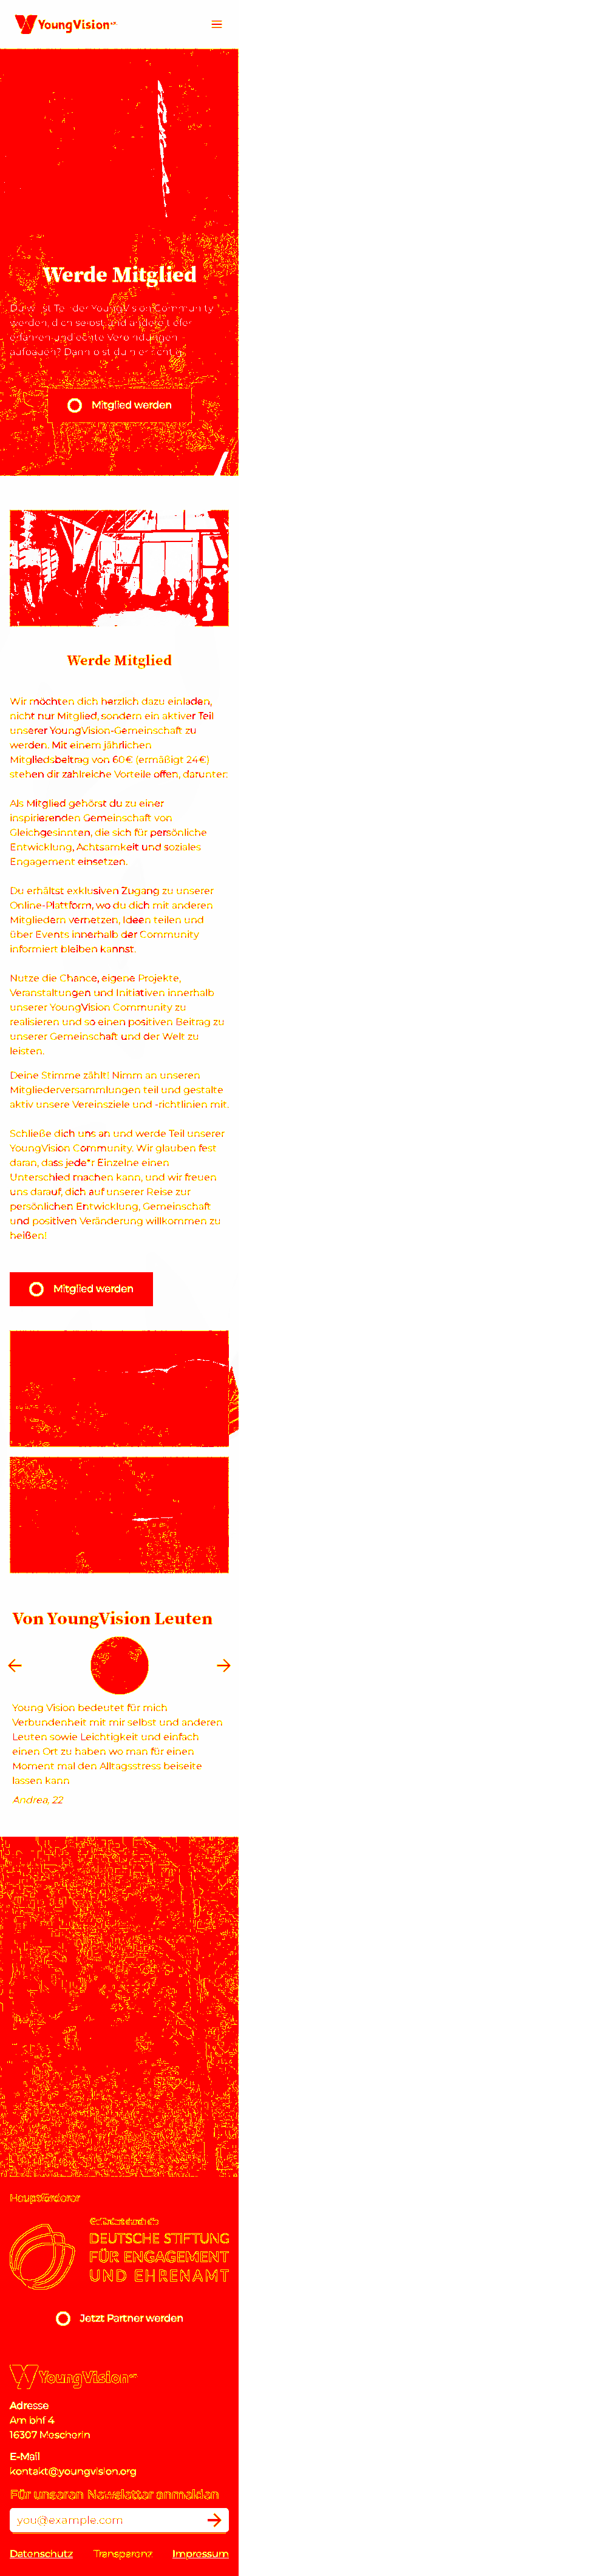 YoungVision
Werde Mitglied
Du willst Teil der YoungVision Community
werden, dich selbst und andere tiefer
erfahren und echte Verbindungen
aufbauen? Dann bist du hier richtig
Mitglied werden
Werde Mitglied
Wir möchten dich herzlich dazu einladen,
nicht nur Mitglied, sondern ein aktiver Teil
unserer YoungVision-Gemeinschaft zu
werden. Mit einem jährlichen
Mitgliedsbeitrag von 60€ (ermäßigt 24€)
stehen dir zahlreiche Vorteile offen, darunter:
Als Mitglied gehörst du zu einer
inspirierenden Gemeinschaft von
Gleichgesinnten, die sich für persönliche
Entwicklung, Achtsamkeit und soziales
Engagement einsetzen.
Du erhältst exklusiven Zugang zu unserer
Online-Plattform, wo du dich mit anderen
Mitgliedern vernetzen, Ideen teilen und
über Events innerhalb der Community
informiert bleiben kannst.
Nutze die Chance, eigene Projekte,
Veranstaltungen und Initiativen innerhalb
unserer YoungVision Community zu
realisieren und so einen positiven Beitrag zu
unserer Gemeinschaft und der Welt zu
leisten.
Deine Stimme zählt! Nimm an unseren
Mitgliederversammlungen teil und gestalte
aktiv unsere Vereinsziele und -richtlinien mit.
Schließe dich uns an und werde Teil unserer
YoungVision Community. Wir glauben fest
daran, dass jede*r Einzelne einen
Unterschied machen kann, und wir freuen
uns darauf, dich auf unserer Reise zur
persönlichen Entwicklung, Gemeinschaft
und positiven Veränderung willkommen zu
heißen!
Mitglied werden
Von YoungVision Leuten
Young Vision bedeutet für mich
Verbundenheit mit mir selbst und anderen
Leuten sowie Leichtigkeit und einfach
einen Ort zu haben wo man für einen
Moment mal den Alltagsstress beiseite
lassen kann
Andrea, 22
Hauptförderer
Gefördert durch
DEUTSCHE STIFTUNG
FÜR ENGAGEMENT
UND EHRENAMT
Jetzt Partner werden
YoungVision
Adresse
Am bhf 4
16307 Mescherin
E-Mail
kontakt@youngvision.org
Für unseren Newsletter anmelden
you@example.com
Datenschutz Transparenz Impressum